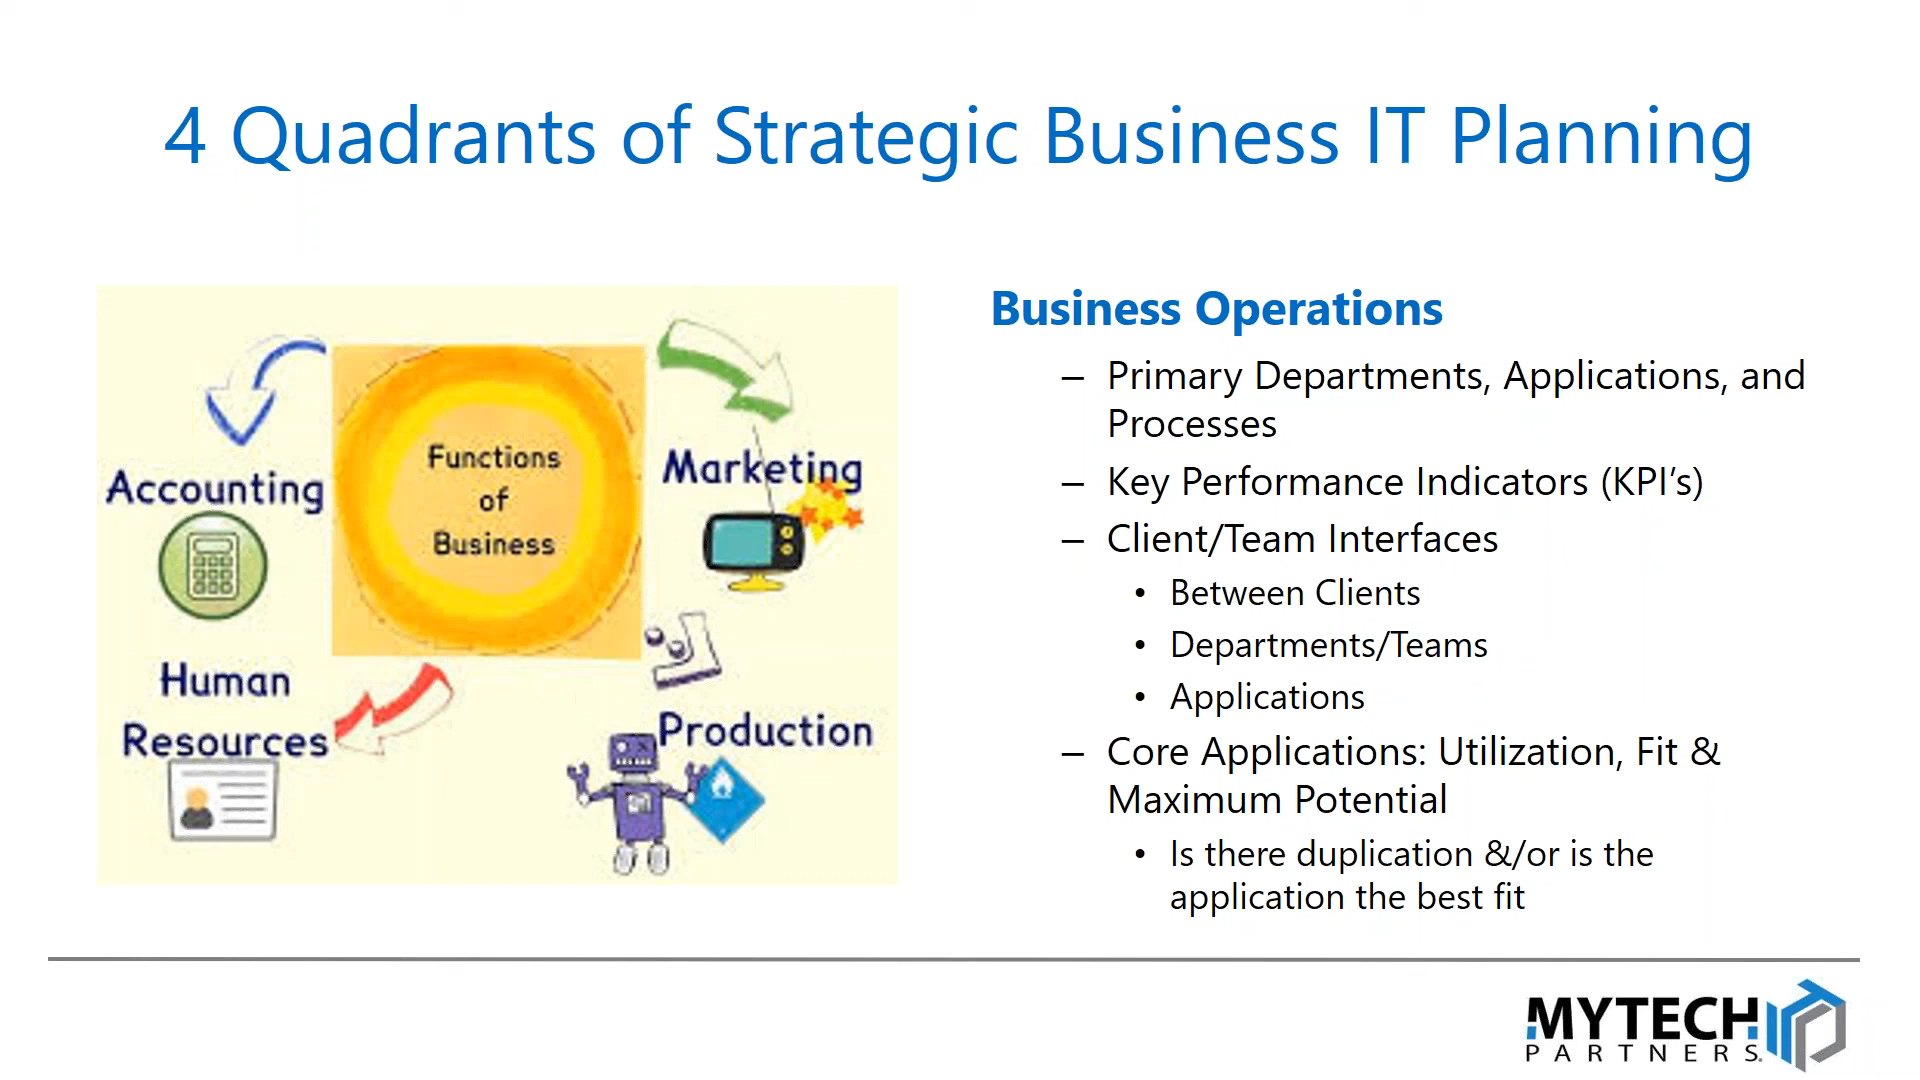 4 Quadrants of Strategic Business IT Planning
Accounting
Functions
of
Business
Marketing
Human
Resources
Production
Business Operations
– Primary Departments, Applications, and
Processes
– Key Performance Indicators (KPI’s)
– Client/Team Interfaces
• Between Clients
• Departments/Teams
• Applications
– Core Applications: Utilization, Fit &
Maximum Potential
• Is there duplication &/or is the
application the best fit
MYTECH
PARTNERS